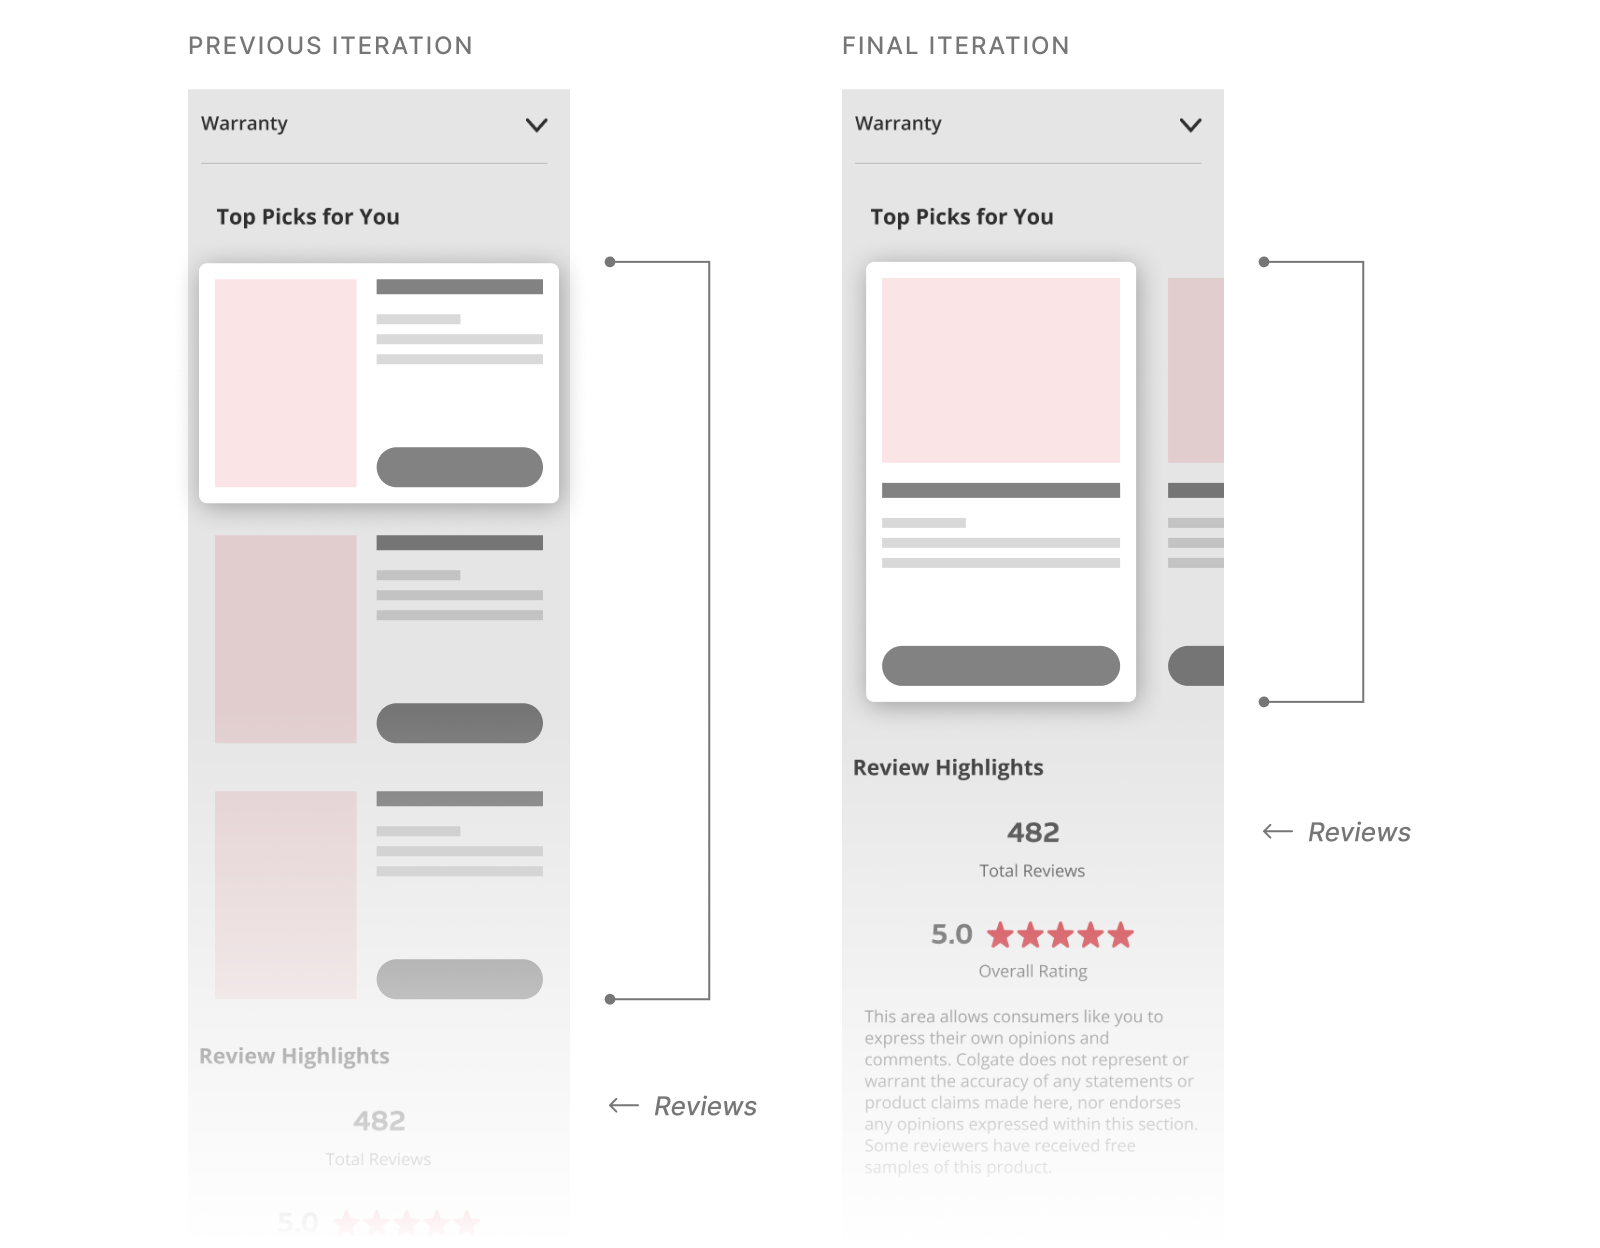 PREVIOUS ITERATION
Warranty
Top Picks for You
Review Highlights
482
Total Reviews
5.0
← Reviews
FINAL ITERATION
Warranty
Top Picks for You
Review Highlights
482
Total Reviews
5.0
Overall Rating
This area allows consumers like you to
express their own opinions and
comments. Colgate does not represent or
warrant the accuracy of any statements or
product claims made here, nor endorses
any opinions expressed within this section.
Some reviewers have received free
samples of this product.
← Reviews